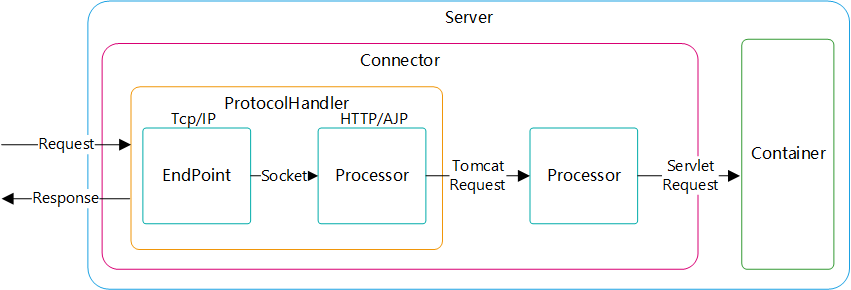 Server
Connector
ProtocolHandler
Tcp/IP
HTTP/AJP
Request
Response
EndPoint
Socket
Processor
Tomcat
Request
Processor
Servlet
Request
Container